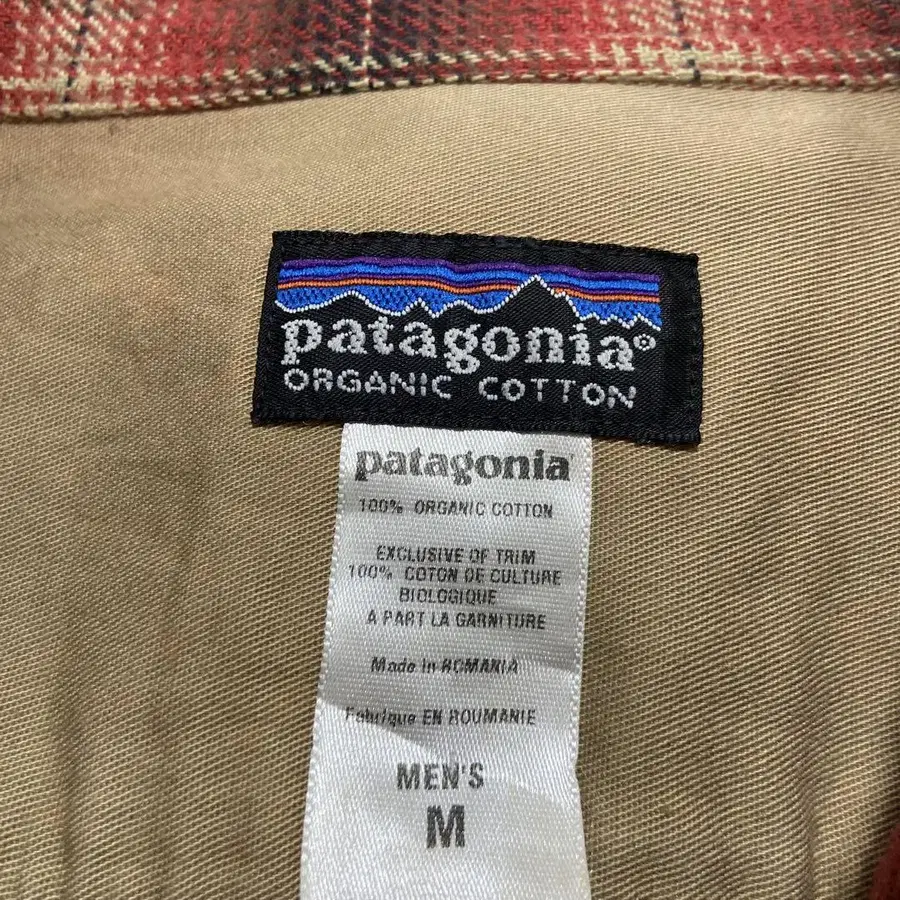 patagonia®
ORGANIC COTTON
patagonia
100% ORGANIC COTTON
EXCLUSIVE OF TRIM
100% COTON DE CULTURE
BIOLOGIQUE
A PART LA GARNITURE
Made in ROMANIA
Fabrique EN ROUMANIE
MEN'S
M